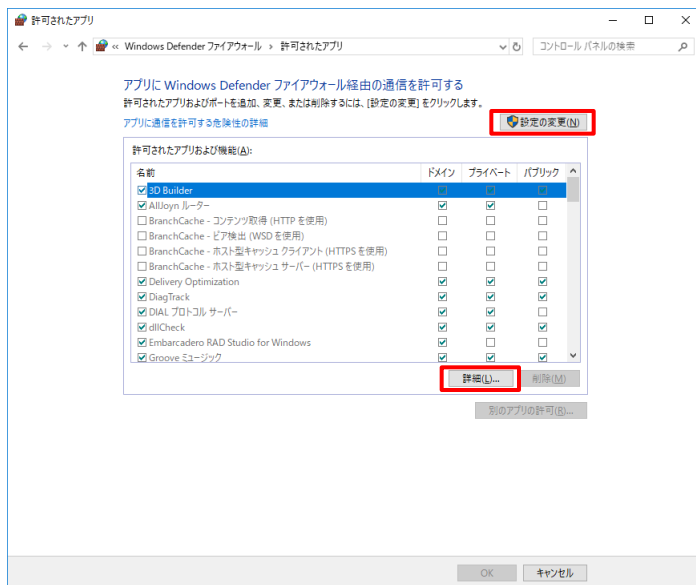 許可されたアプリ
« Windows Defender ファイアウォール › 許可されたアプリ
コントロール パネルの検索
アプリに Windows Defender ファイアウォール経由の通信を許可する
許可されたアプリおよびポートを追加、変更、または削除するには、[設定の変更] をクリックします。
アプリに通信を許可する危険性の詳細
設定の変更(N)
許可されたアプリおよび機能(A):
名前 ドメイン プライベート パブリック
3D Builder
AllJoyn ルーター
BranchCache - コンテンツ取得 (HTTP を使用)
BranchCache - ピア検出 (WSD を使用)
BranchCache - ホスト型キャッシュ クライアント (HTTPS を使用)
BranchCache - ホスト型キャッシュ サーバー (HTTPS を使用)
Delivery Optimization
DiagTrack
DIAL プロトコル サーバー
dllCheck
Embarcadero RAD Studio for Windows
Groove ミュージック
詳細(L)... 削除(M)
別のアプリの許可(R)...
OK キャンセル